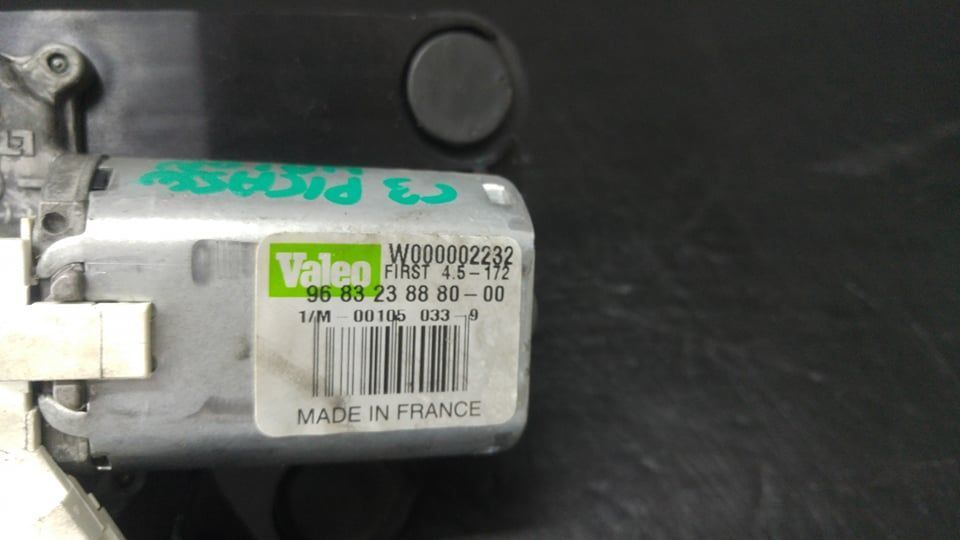 C3 PICASSO
Valeo
W000002232
FIRST 4.5-172
96 83 23 88 80-00
1/M 00105 033 9
MADE IN FRANCE